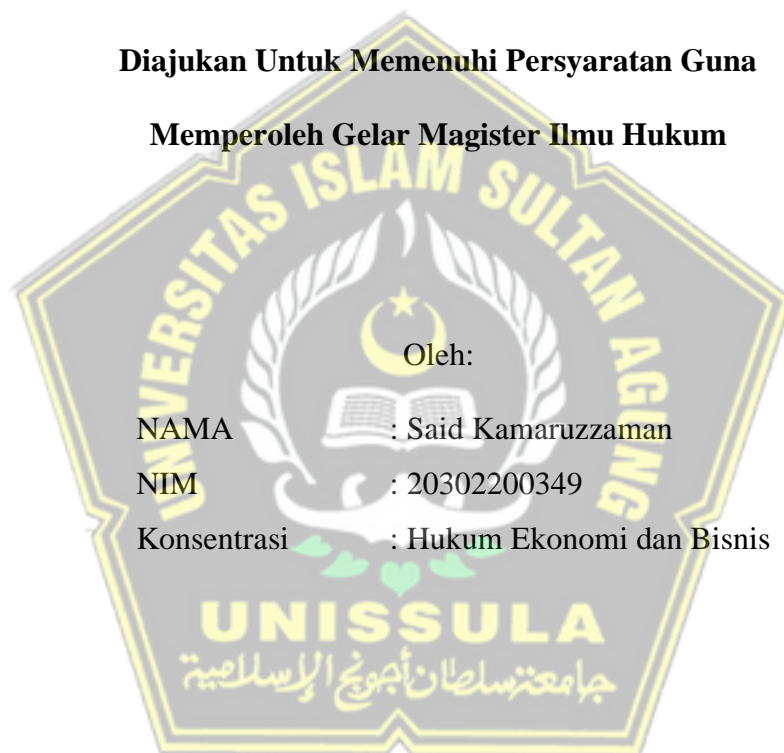 Diajukan Untuk Memenuhi Persyaratan Guna
Memperoleh Gelar Magister Ilmu Hukum
UNIVERSITAS ISLAM SULTAN AGUNG
Oleh:
NAMA : Said Kamaruzzaman
NIM : 20302200349
Konsentrasi : Hukum Ekonomi dan Bisnis
UNISSULA
جامعة سلطان أجونج الإسلامية